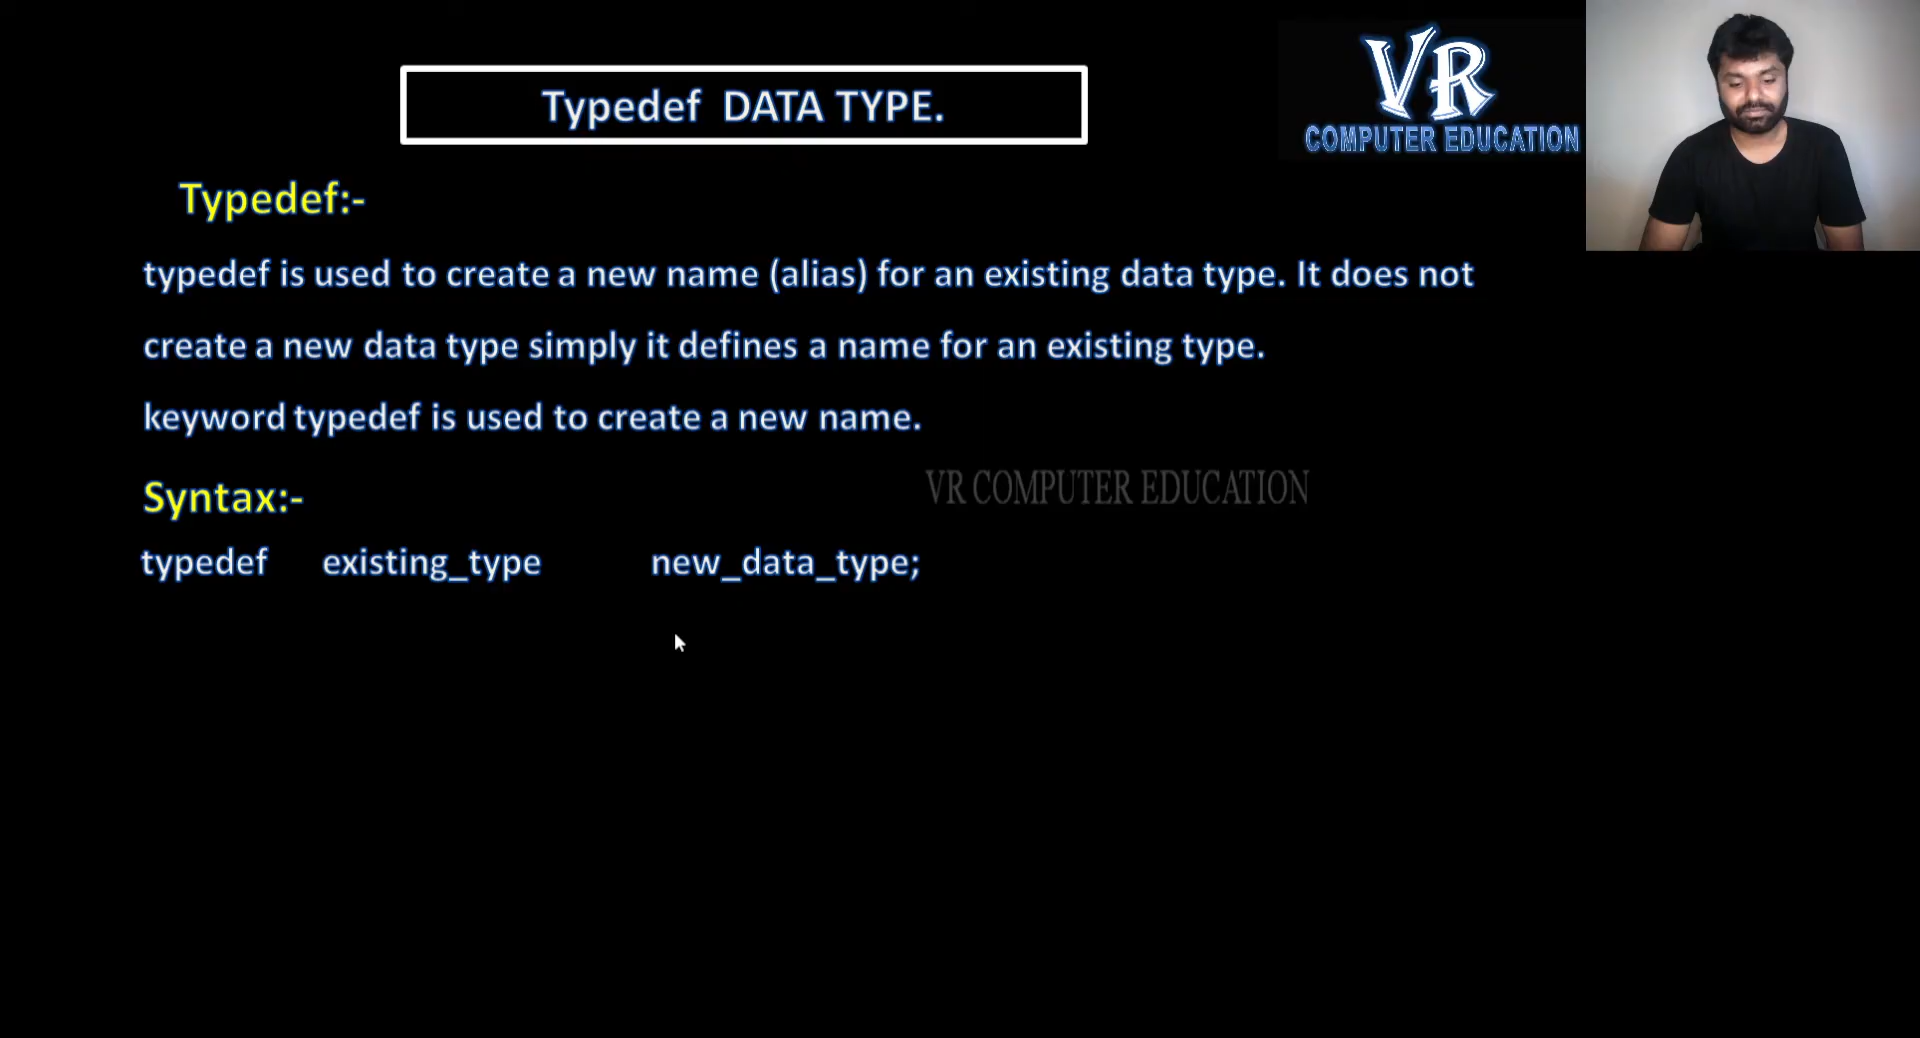 VR
COMPUTER EDUCATION
Typedef DATA TYPE.
Typedef:-
typedef is used to create a new name (alias) for an existing data type. It does not
create a new data type simply it defines a name for an existing type.
keyword typedef is used to create a new name.
VR COMPUTER EDUCATION
Syntax:-
typedef existing_type new_data_type;